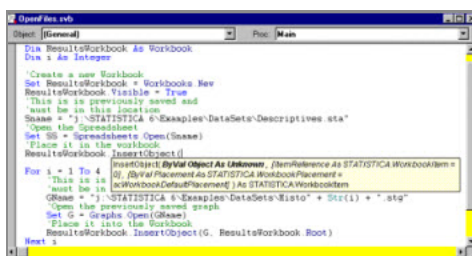 OpenFiles.svb
Object: (General) Proc: Main
Dim ResultsWorkbook As Workbook
Dim i As Integer
'Create a new Workbook
Set ResultsWorkbook = Workbooks.New
ResultsWorkbook.Visible = True
'This is is previously saved and
'must be in this location
Sname = "j:\STATISTICA 6\Examples\DataSets\Descriptives.sta"
'Open the Spreadsheet
Set SS = Spreadsheets.Open(Sname)
'Place it in the workbook
ResultsWorkbook.InsertObject(
InsertObject( ByVal Object As Unknown, [ItemReference As STATISTICA.WorkbookItem =
0], [ByVal Placement As STATISTICA.WorkbookPlacement =
scWorkbookDefaultPlacement] ) As STATISTICA.WorkbookItem
For i = 1 To 4
'This is
'must be in
GName = "j:\STATISTICA 6\Examples\DataSets\Histo" + Str(i) + ".stg"
'Open the previously saved graph
Set G = Graphs.Open(GName)
'Place it into the Workbook
ResultsWorkbook.InsertObject(G, ResultsWorkbook.Root)
Next i